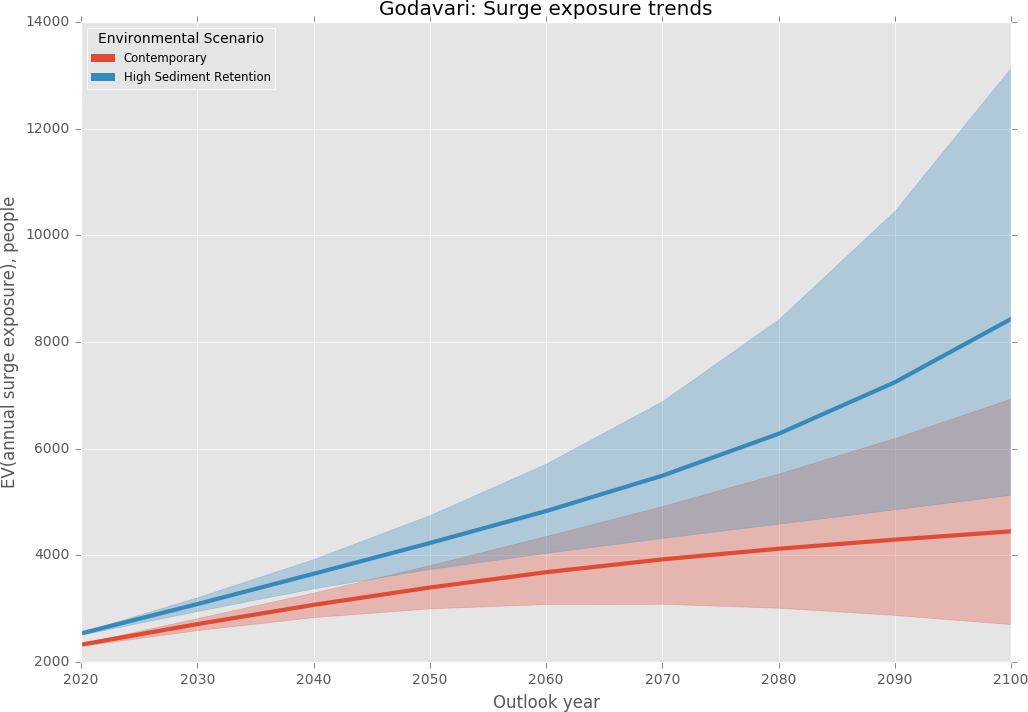 Godavari: Surge exposure trends
14000
12000
10000
8000
6000
4000
2000
EV(annual surge exposure), people
Environmental Scenario
Contemporary
High Sediment Retention
2020 2030 2040 2050 2060 2070 2080 2090 2100
Outlook year